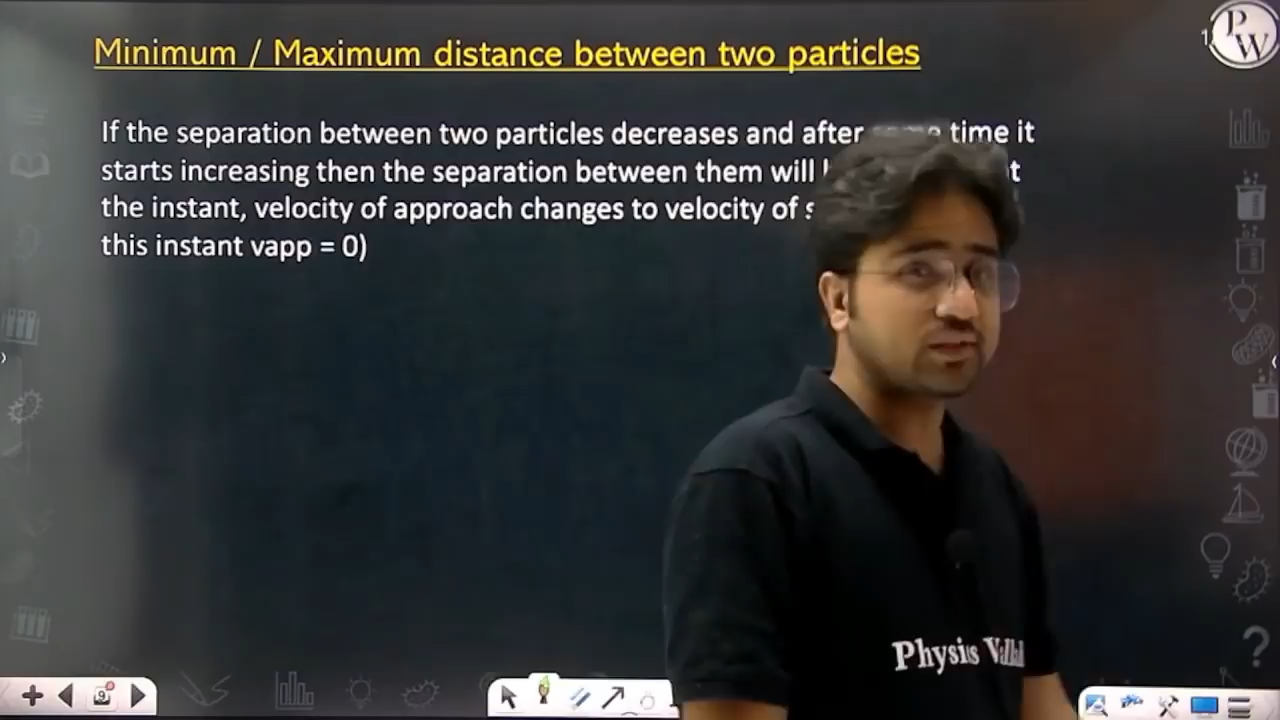 Minimum / Maximum distance between two particles
If the separation between two particles decreases and after time it
starts increasing then the separation between them will
the instant, velocity of approach changes to velocity of
this instant vapp = 0)
PW
Physics
9